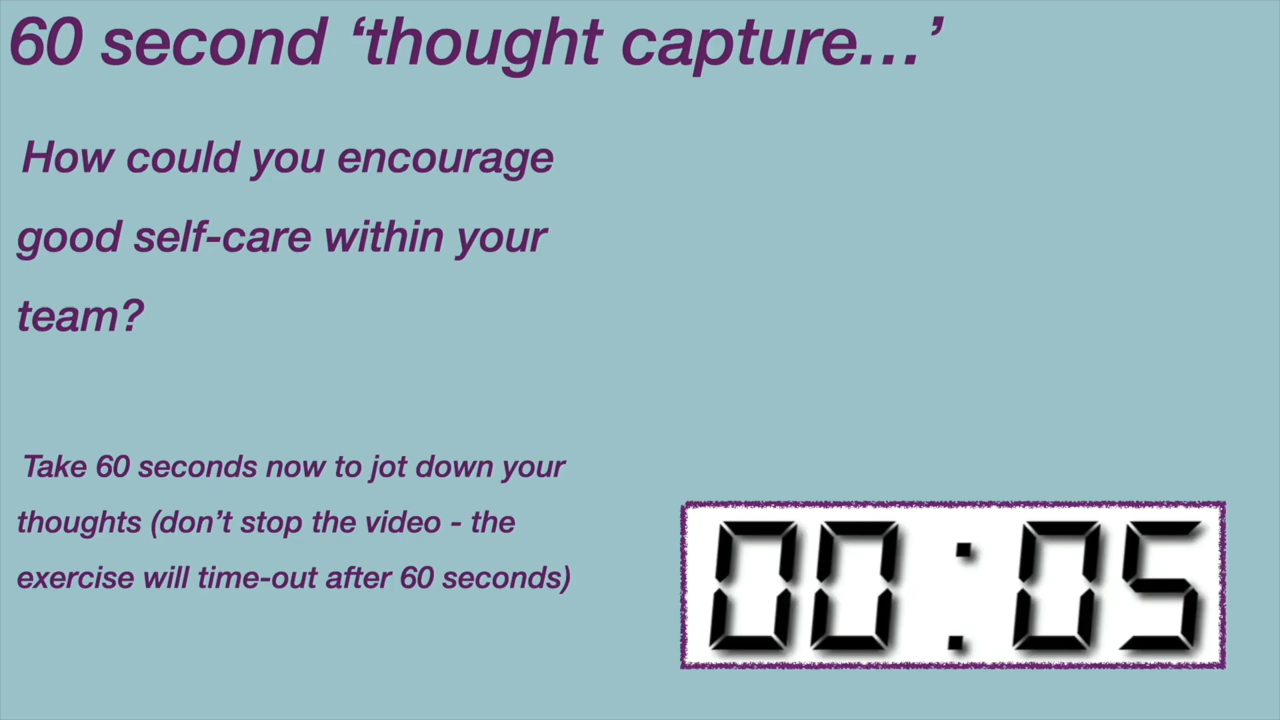 60 second ‘thought capture…’
How could you encourage
good self-care within your
team?
Take 60 seconds now to jot down your
thoughts (don’t stop the video - the
exercise will time-out after 60 seconds)
00:05